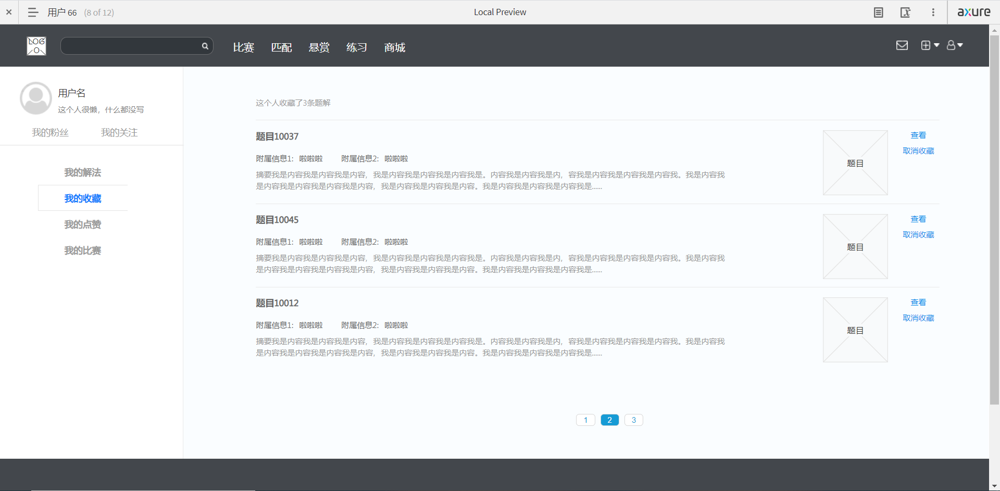 用户 66 (8 of 12)
Local Preview
axure
LOG
O
比赛 匹配 悬赏 练习 商城
用户名
这个人很懒，什么都没写
我的粉丝 我的关注
我的解法
我的收藏
我的点赞
我的比赛
这个人收藏了3条题解
题目10037
附属信息1： 啦啦啦 附属信息2： 啦啦啦
摘要我是内容我是内容我是内容，我是内容我是内容我是内容我是。内容我是内容我是内，容我是内容我是内容我是内容我。我是内容我
是内容我是内容我是内容我是内容，我是内容我是内容我是内容。我是内容我是内容我是内容我是......
题目
查看
取消收藏
题目10045
附属信息1： 啦啦啦 附属信息2： 啦啦啦
摘要我是内容我是内容我是内容，我是内容我是内容我是内容我是。内容我是内容我是内，容我是内容我是内容我是内容我。我是内容我
是内容我是内容我是内容我是内容，我是内容我是内容我是内容。我是内容我是内容我是内容我是......
题目
查看
取消收藏
题目10012
附属信息1： 啦啦啦 附属信息2： 啦啦啦
摘要我是内容我是内容我是内容，我是内容我是内容我是内容我是。内容我是内容我是内，容我是内容我是内容我是内容我。我是内容我
是内容我是内容我是内容我是内容，我是内容我是内容我是内容。我是内容我是内容我是内容我是......
题目
查看
取消收藏
1 2 3